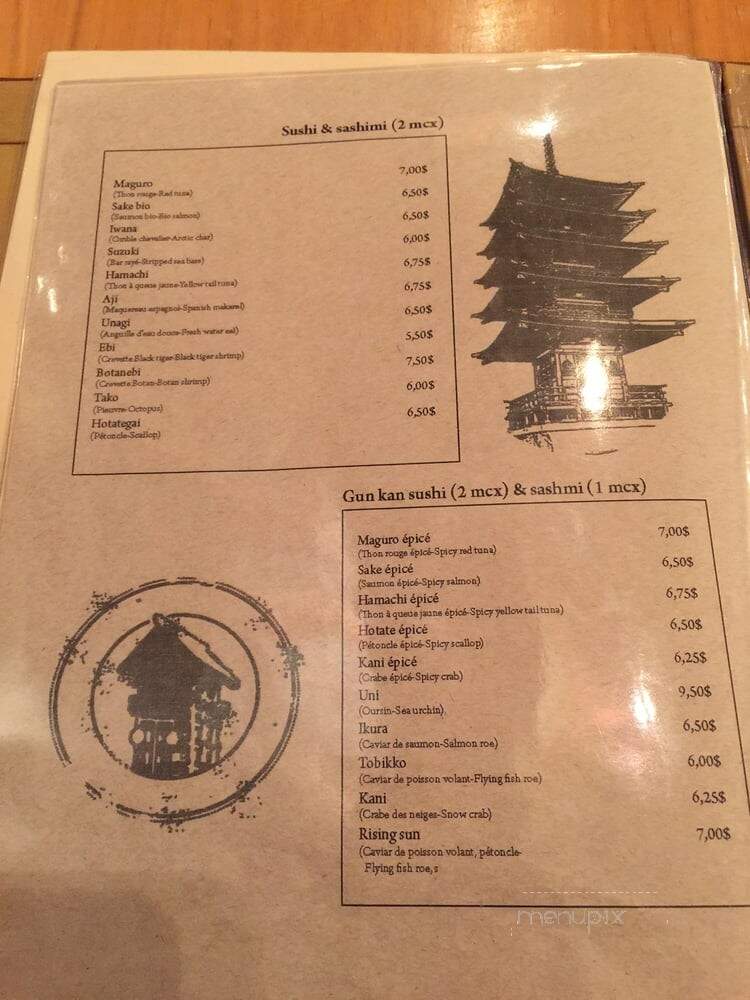 Sushi & sashimi (2 mcx)
Maguro 7,00$
(Thon rouge-Red tuna)
Sake bio 6,50$
(Saumon bio-Bio salmon)
Iwana 6,50$
(Omble chevalier-Arctic char)
Suzuki 6,00$
(Bar rayé-Stripped sea bass)
Hamachi 6,75$
(Thon à queue jaune-Yellow tail tuna)
Aji 6,75$
(Maquereau espagnol-Spanish makarel)
Unagi 6,50$
(Anguille d'eau douce-Fresh water eal)
Ebi 5,50$
(Crevette Black tiger-Black tiger shrimp)
Botanebi 7,50$
(Crevette Botan-Botan shrimp)
Tako 6,00$
(Pieuvre-Octopus)
Hotategai 6,50$
(Pétoncle-Scallop)
Gun kan sushi (2 mcx) & sashmi (1 mcx)
Maguro épicé 7,00$
(Thon rouge épicé-Spicy red tuna)
Sake épicé 6,50$
(Saumon épicé-Spicy salmon)
Hamachi épicé 6,75$
(Thon à queue jaune épicé-Spicy yellow tail tuna)
Hotate épicé 6,50$
(Pétoncle épicé-Spicy scallop)
Kani épicé 6,25$
(Crabe épicé-Spicy crab)
Uni 9,50$
(Oursin-Sea urchin)
Ikura 6,50$
(Caviar de saumon-Salmon roe)
Tobikko 6,00$
(Caviar de poisson volant-Flying fish roe)
Kani 6,25$
(Crabe des neiges-Snow crab)
Rising sun 7,00$
(Caviar de poisson volant, pétoncle-
Flying fish roe,s
menupix